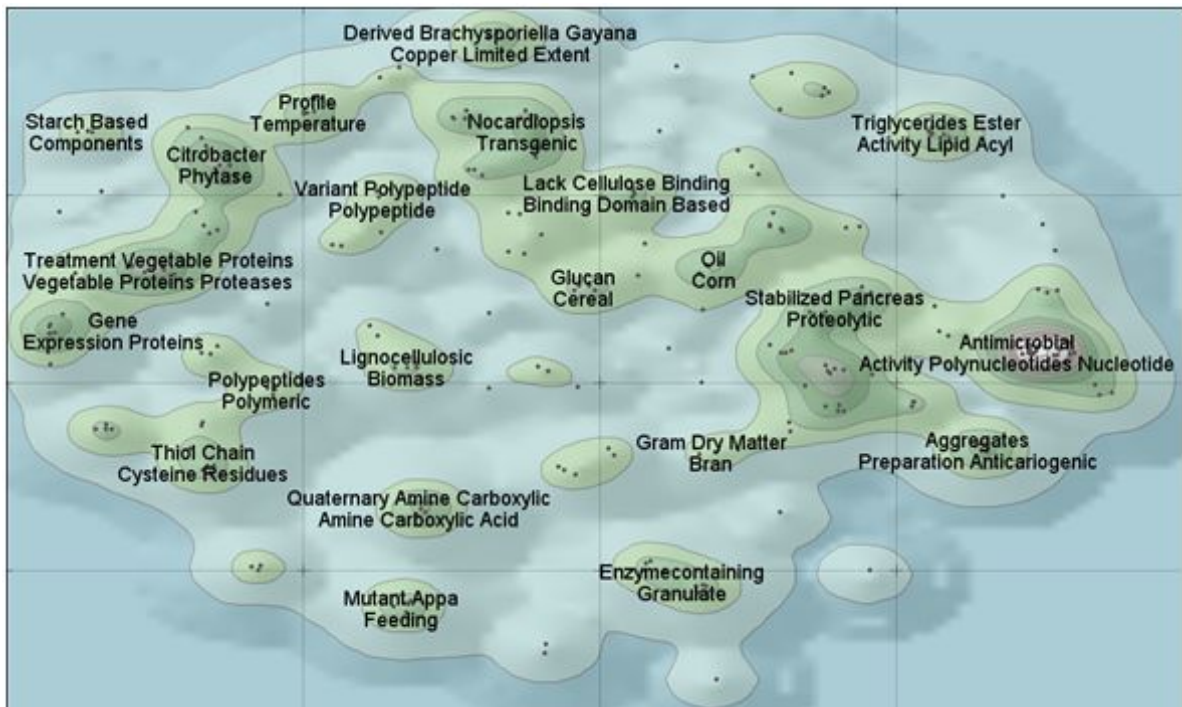 Derived Brachysporiella Gayana
Copper Limited Extent
Profile
Temperature
Starch Based
Components
Nocardiopsis
Transgenic
Triglycerides Ester
Activity Lipid Acyl
Citrobacter
Phytase
Variant Polypeptide
Polypeptide
Lack Cellulose Binding
Binding Domain Based
Treatment Vegetable Proteins
Vegetable Proteins Proteases
Oil
Corn
Glucan
Cereal
Stabilized Pancreas
Proteolytic
Gene
Expression Proteins
Antimicrobial
Activity Polynucleotides Nucleotide
Lignocellulosic
Biomass
Polypeptides
Polymeric
Thiol Chain
Cysteine Residues
Gram Dry Matter
Bran
Aggregates
Preparation Anticariogenic
Quaternary Amine Carboxylic
Amine Carboxylic Acid
Enzymecontaining
Granulate
Mutant Appa
Feeding